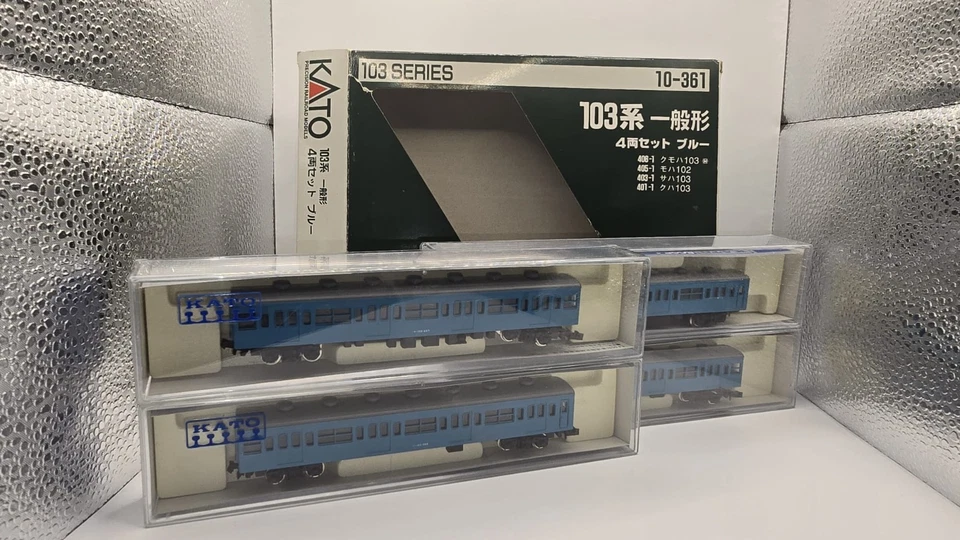 KATO
PRECISION RAILROAD MODELS
103系 一般形
4両セット ブルー
103 SERIES
10-361
103系 一般形
4両セット ブルー
406-1 クモハ103 Ⓜ
405-1 モハ102
403-1 サハ103
401-1 クハ103
KATO
KATO